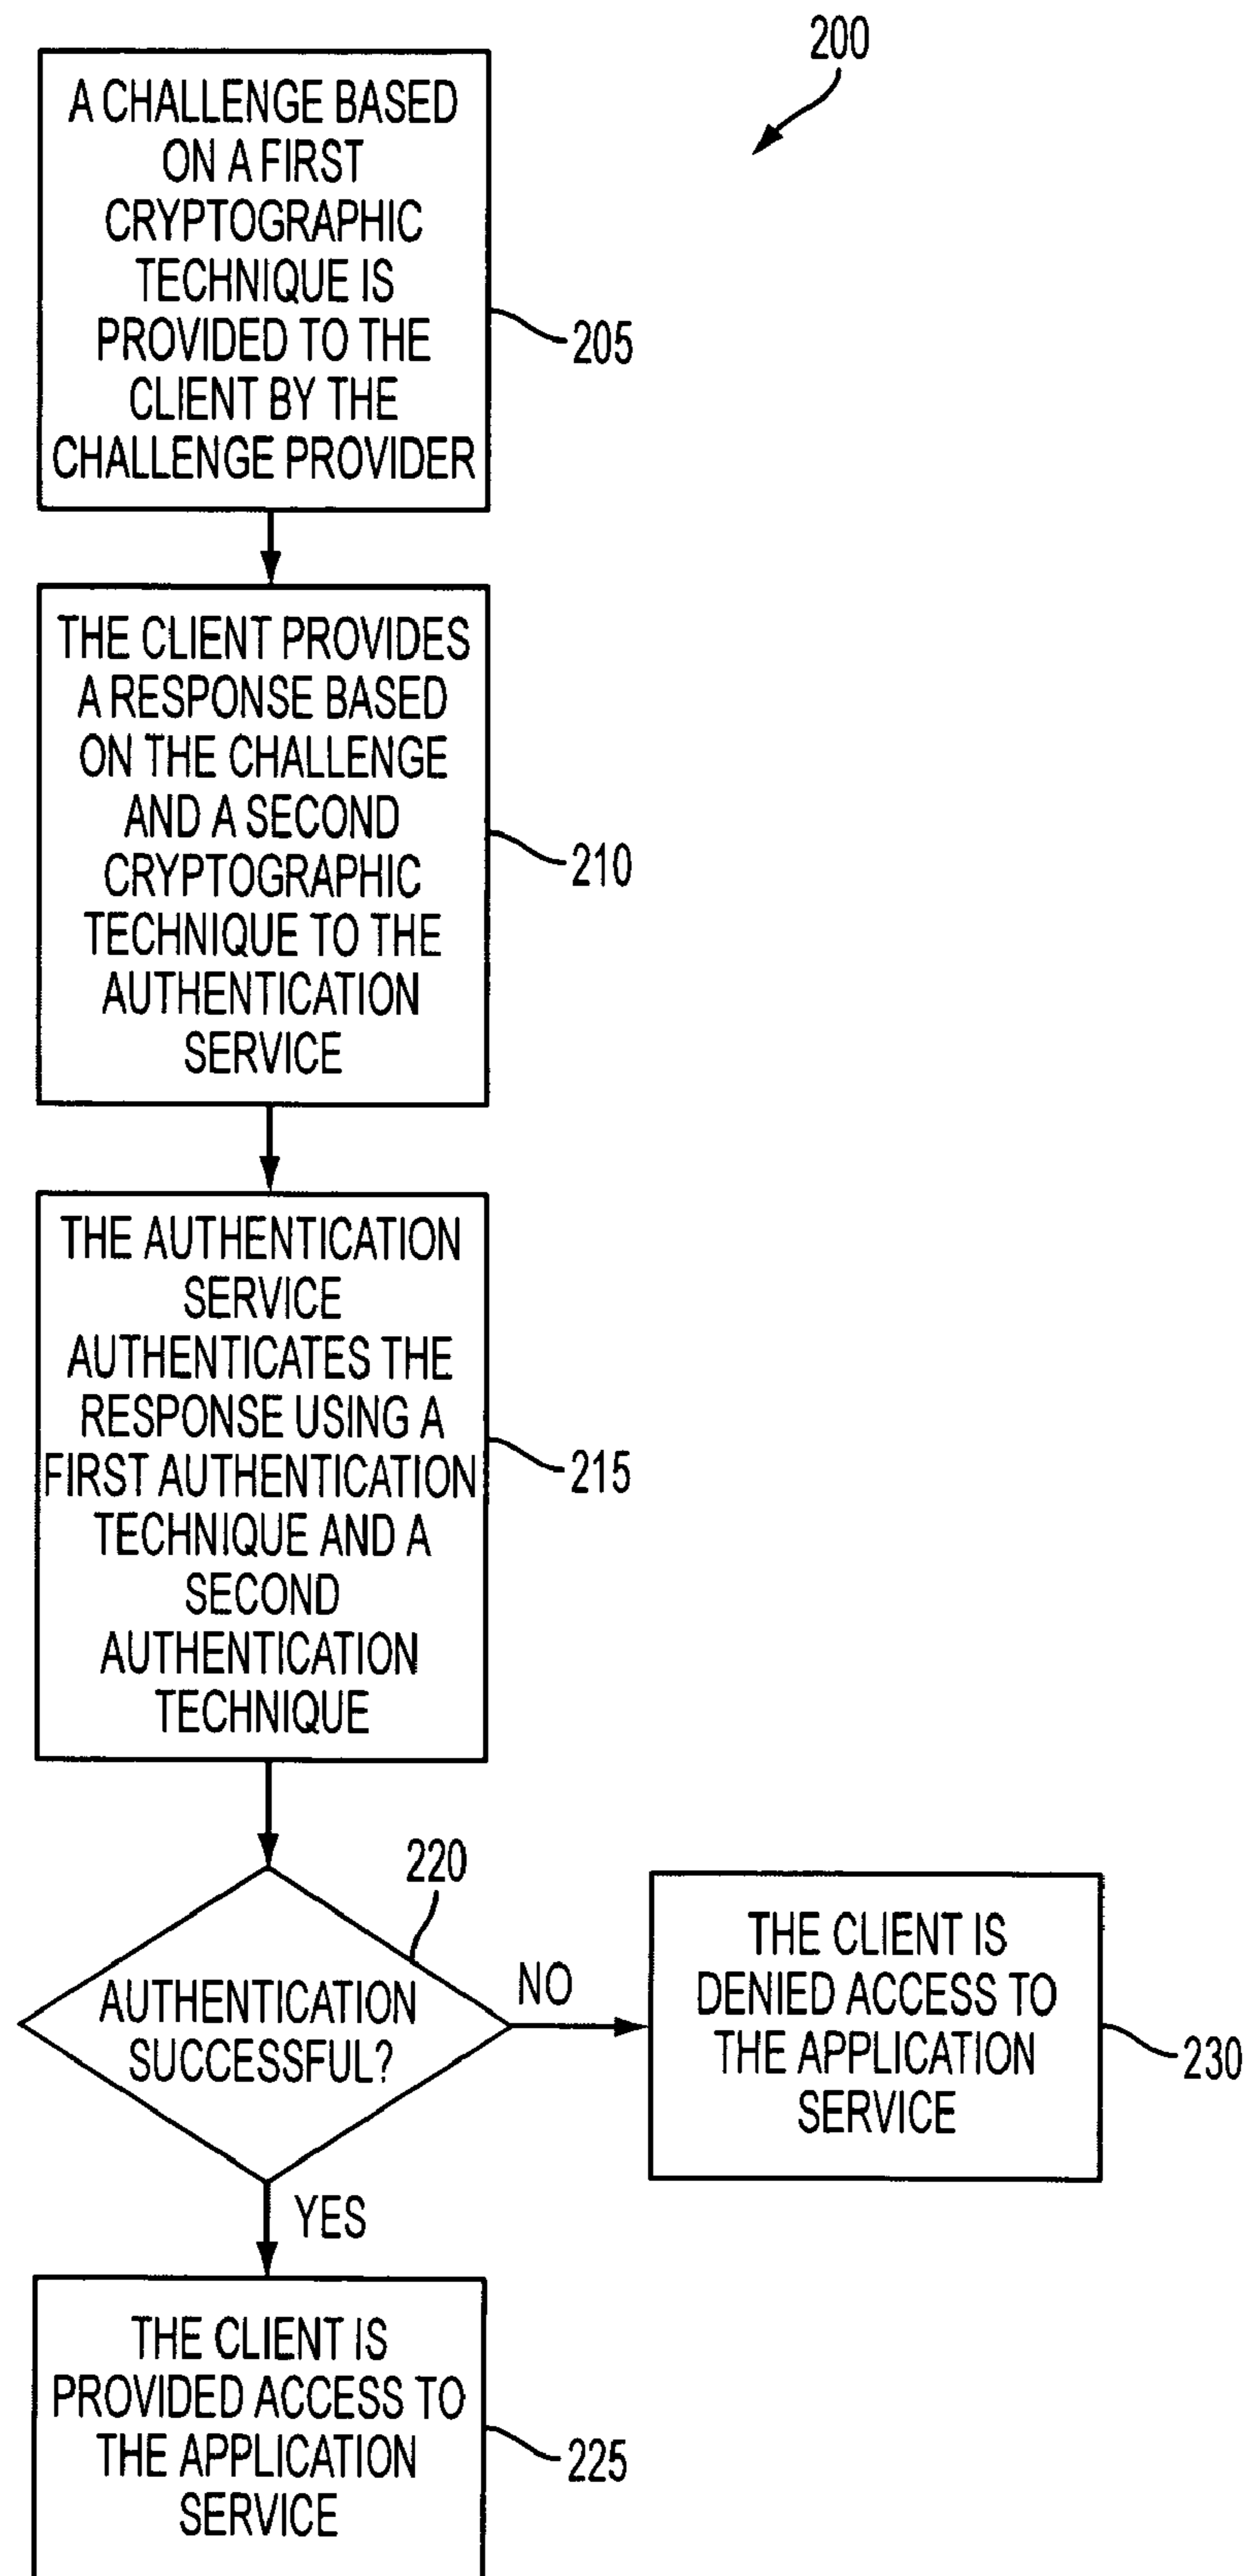 200
A CHALLENGE BASED
ON A FIRST
CRYPTOGRAPHIC
TECHNIQUE IS
PROVIDED TO THE
CLIENT BY THE
CHALLENGE PROVIDER
205
THE CLIENT PROVIDES
A RESPONSE BASED
ON THE CHALLENGE
AND A SECOND
CRYPTOGRAPHIC
TECHNIQUE TO THE
AUTHENTICATION
SERVICE
210
THE AUTHENTICATION
SERVICE
AUTHENTICATES THE
RESPONSE USING A
FIRST AUTHENTICATION
TECHNIQUE AND A
SECOND
AUTHENTICATION
TECHNIQUE
215
220
AUTHENTICATION
SUCCESSFUL?
NO
THE CLIENT IS
DENIED ACCESS TO
THE APPLICATION
SERVICE
230
YES
THE CLIENT IS
PROVIDED ACCESS TO
THE APPLICATION
SERVICE
225